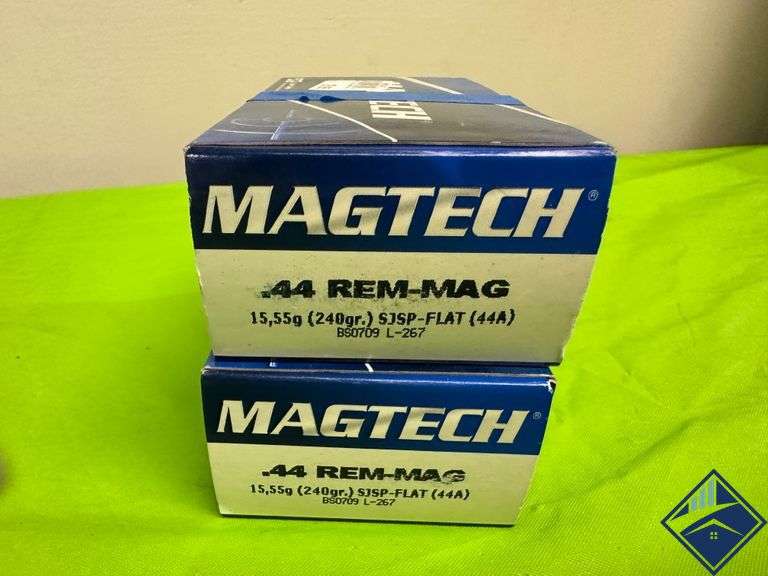 MAGTECH®
.44 REM-MAG
15,55g (240gr.) SJSP-FLAT (44A)
BS0709 L-267
MAGTECH®
.44 REM-MAG
15,55g (240gr.) SJSP-FLAT (44A)
BS0709 L-267